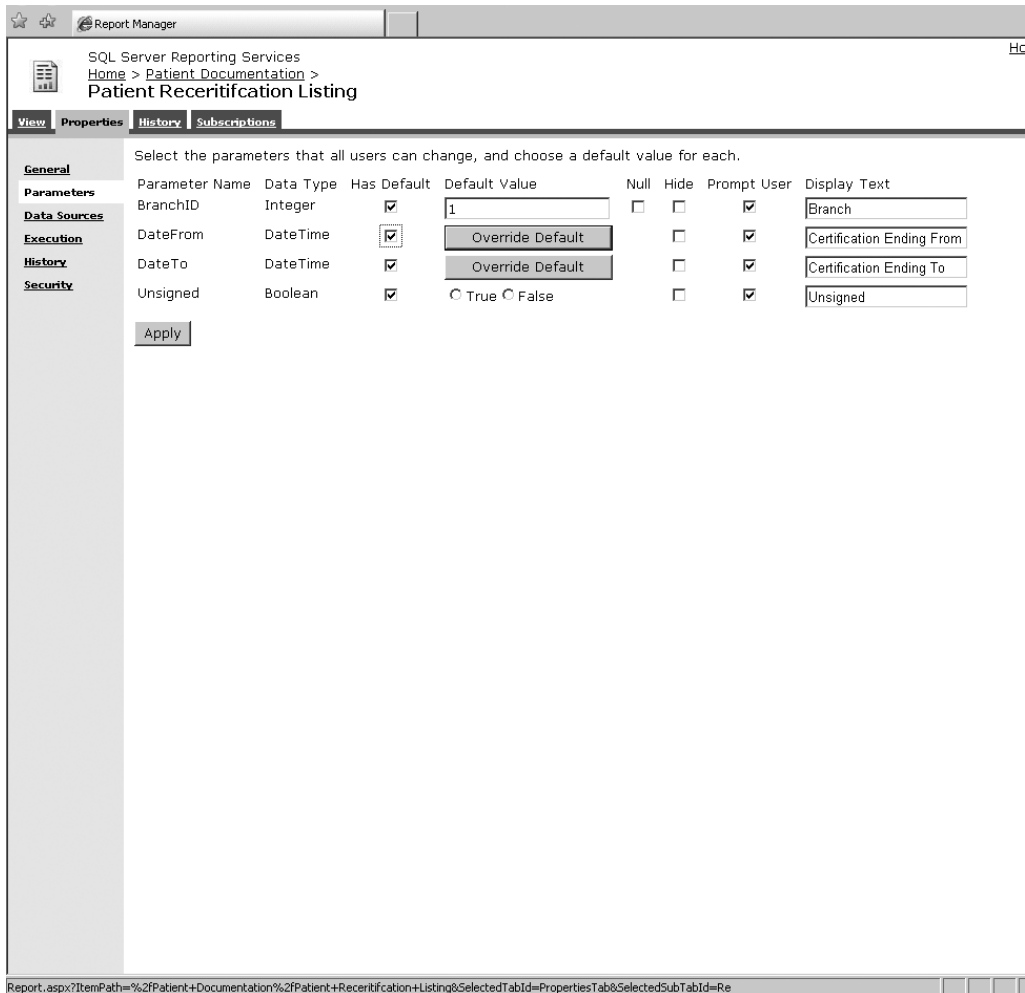 Report Manager
Ho
SQL Server Reporting Services
Home > Patient Documentation >
Patient Receritifcation Listing
View Properties History Subscriptions
General
Parameters
Data Sources
Execution
History
Security
Select the parameters that all users can change, and choose a default value for each.
Parameter Name Data Type Has Default Default Value Null Hide Prompt User Display Text
BranchID Integer 1 Branch
DateFrom DateTime Override Default Certification Ending From
DateTo DateTime Override Default Certification Ending To
Unsigned Boolean True False Unsigned
Apply
Report.aspx?ItemPath=%2fPatient+Documentation%2fPatient+Receritifcation+Listing&SelectedTabId=PropertiesTab&SelectedSubTabId=Re